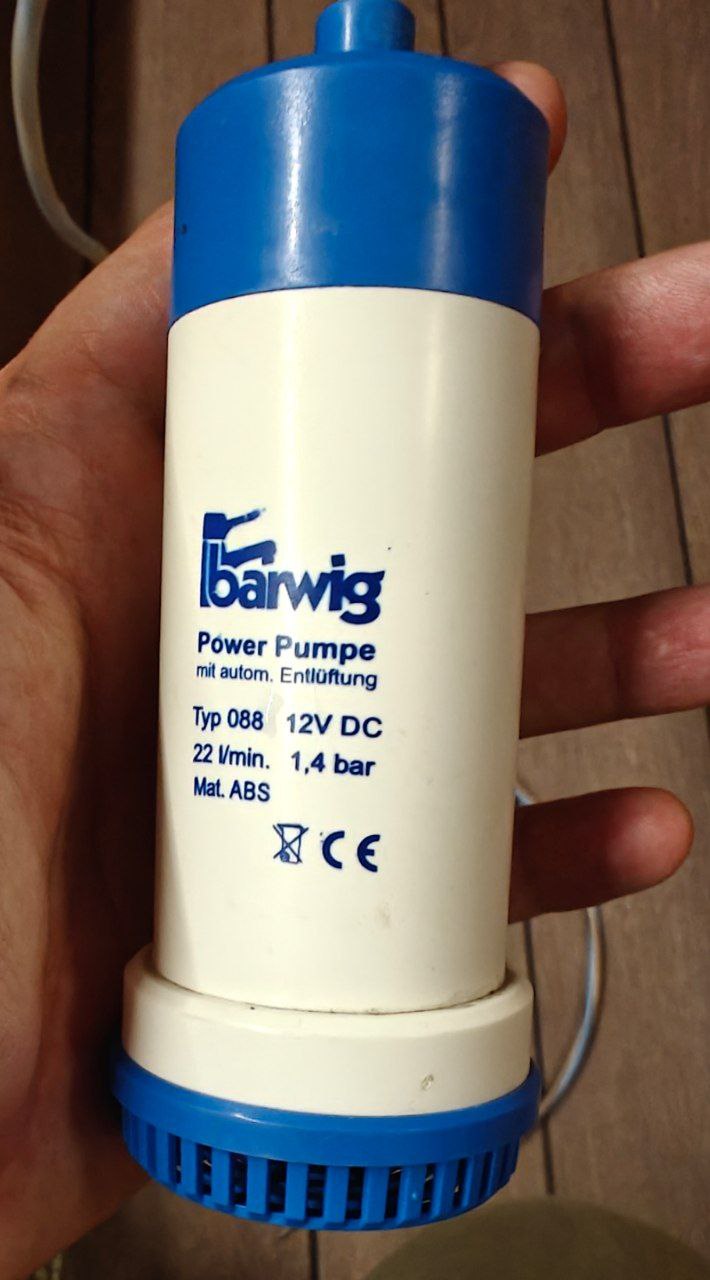 barwig
Power Pumpe
mit autom. Entlüftung
Typ 088 12V DC
22 l/min. 1,4 bar
Mat. ABS
CE